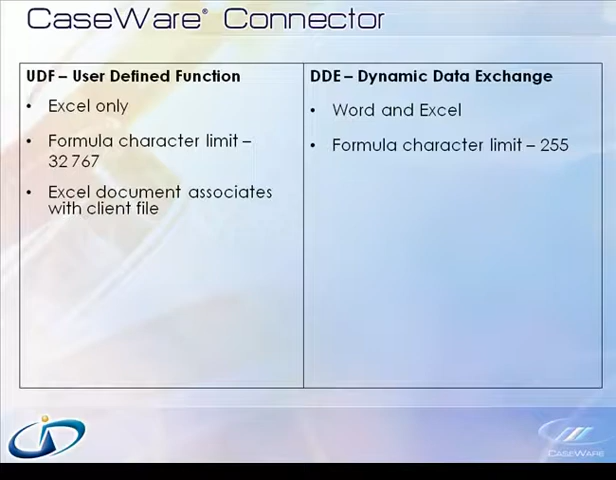 CaseWare® Connector
UDF – User Defined Function
• Excel only
• Formula character limit –
32 767
• Excel document associates
with client file
DDE – Dynamic Data Exchange
• Word and Excel
• Formula character limit – 255
CASEWARE